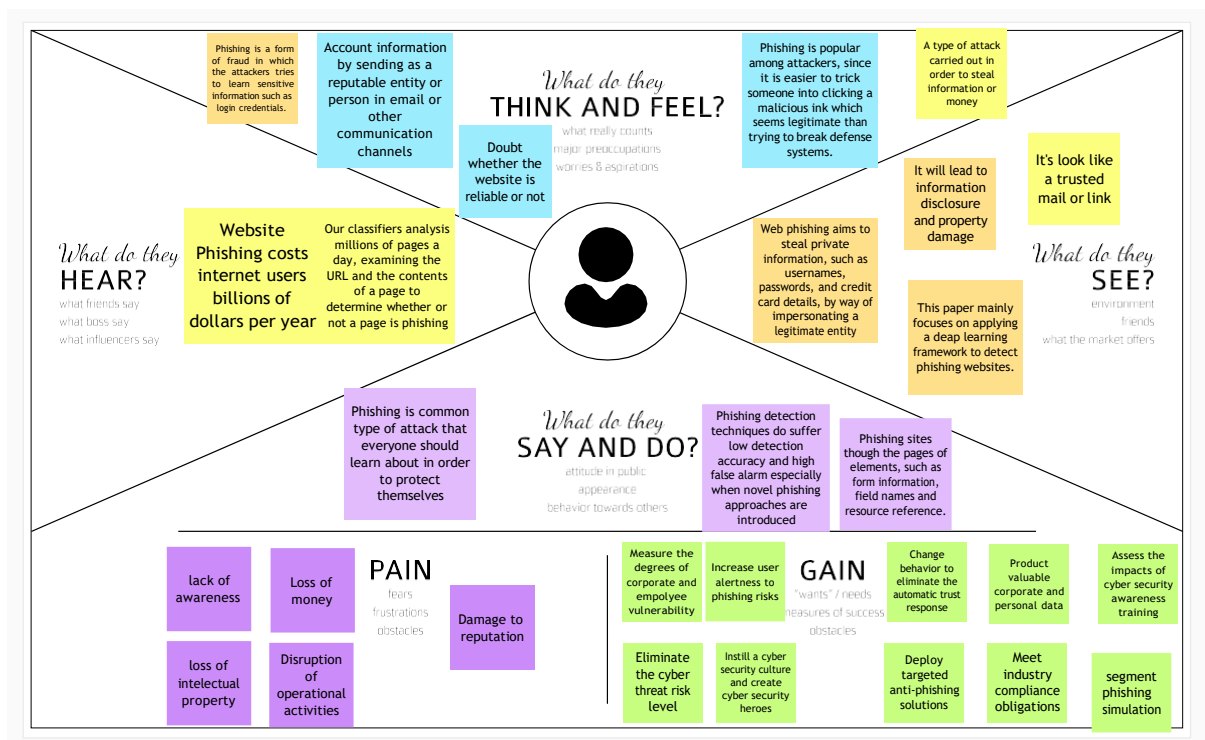 Phishing is a form
of fraud in which
the attackers tries
to learn sensitive
information such as
login credentials.
Account information
by sending as a
reputable entity or
person in email or
other
communication
channels
What do they
THINK AND FEEL?
what really counts
major preoccupations
worries & aspirations
Doubt
whether the
website is
reliable or not
Phishing is popular
among attackers, since
it is easier to trick
someone into clicking a
malicious ink which
seems legitimate than
trying to break defense
systems.
A type of attack
carried out in
order to steal
information or
money
It's look like
a trusted
mail or link
It will lead to
information
disclosure
and property
damage
What do they
HEAR?
what friends say
what boss say
what influencers say
Website
Phishing costs
internet users
billions of
dollars per year
Our classifiers analysis
millions of pages a
day, examining the
URL and the contents
of a page to
determine whether or
not a page is phishing
Web phishing aims to
steal private
information, such as
usernames,
passwords, and credit
card details, by way of
impersonating a
legitimate entity
What do they
SEE?
environment
friends
what the market offers
This paper mainly
focuses on applying
a deap learning
framework to detect
phishing websites.
Phishing is common
type of attack that
everyone should
learn about in order
to protect
themselves
What do they
SAY AND DO?
attitude in public
appearance
behavior towards others
Phishing detection
techniques do suffer
low detection
accuracy and high
false alarm especially
when novel phishing
approaches are
introduced
Phishing sites
though the pages of
elements, such as
form information,
field names and
resource reference.
PAIN
fears
frustrations
obstacles
lack of
awareness
Loss of
money
Damage to
reputation
loss of
intelectual
property
Disruption
of
operational
activities
GAIN
"wants" / needs
measures of success
obstacles
Measure the
degrees of
corporate and
empolyee
vulnerability
Increase user
alertness to
phishing risks
Change
behavior to
eliminate the
automatic trust
response
Product
valuable
corporate and
personal data
Assess the
impacts of
cyber security
awareness
training
Eliminate
the cyber
threat risk
level
Instill a cyber
security culture
and create
cyber security
heroes
Deploy
targeted
anti-phishing
solutions
Meet
industry
compliance
obligations
segment
phishing
simulation